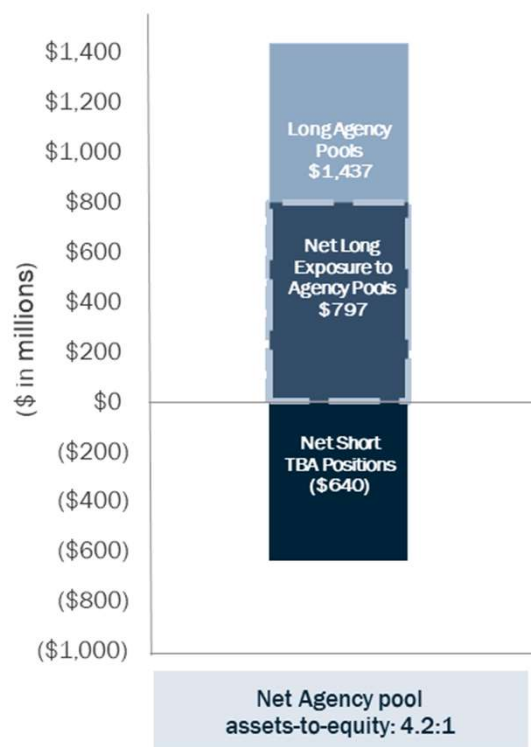 ($ in millions)
$1,400
$1,200
$1,000
$800
$600
$400
$200
$0
($200)
($400)
($600)
($800)
($1,000)
Long Agency
Pools
$1,437
Net Long
Exposure to
Agency Pools
$797
Net Short
TBA Positions
($640)
Net Agency pool
assets-to-equity: 4.2:1